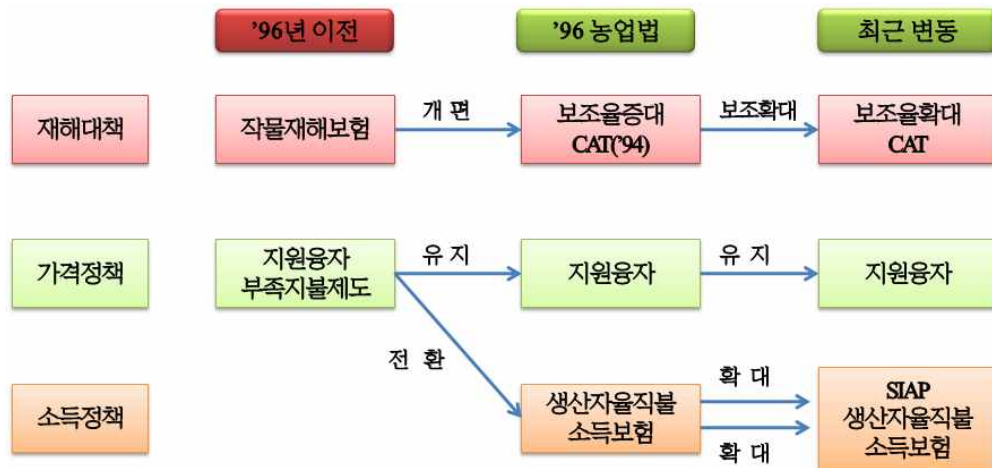 '96년 이전
'96 농업법
최근 변동
재해대책
작물재해보험
개 편
보조율증대
CAT('94)
보조확대
보조율확대
CAT
가격정책
지원융자
부족지불제도
유 지
지원융자
유 지
지원융자
전 환
소득정책
생산자율직불
소득보험
확 대
확 대
SIAP
생산자율직불
소득보험